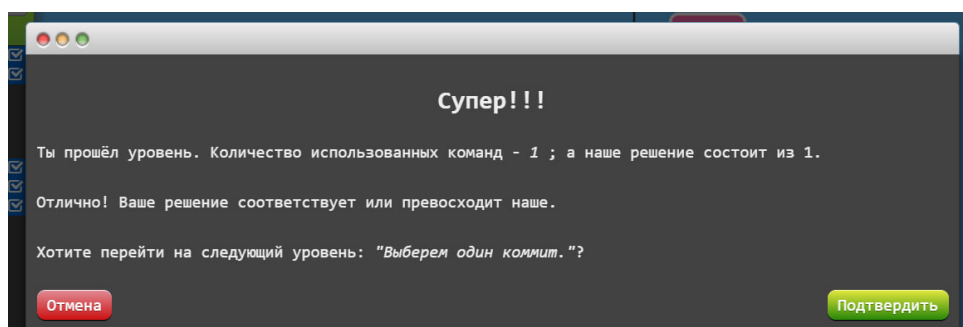 Супер!!!
Ты прошёл уровень. Количество использованных команд - 1 ; а наше решение состоит из 1.
Отлично! Ваше решение соответствует или превосходит наше.
Хотите перейти на следующий уровень: "Выберем один коммит."?
Отмена
Подтвердить